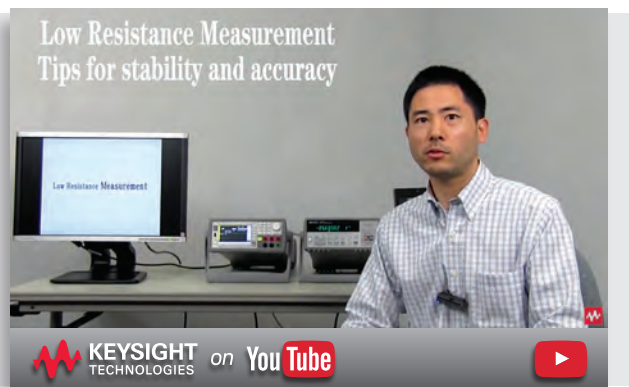 Low Resistance Measurement
Tips for stability and accuracy
Low Resistance Measurement
KEYSIGHT
TECHNOLOGIES
on YouTube